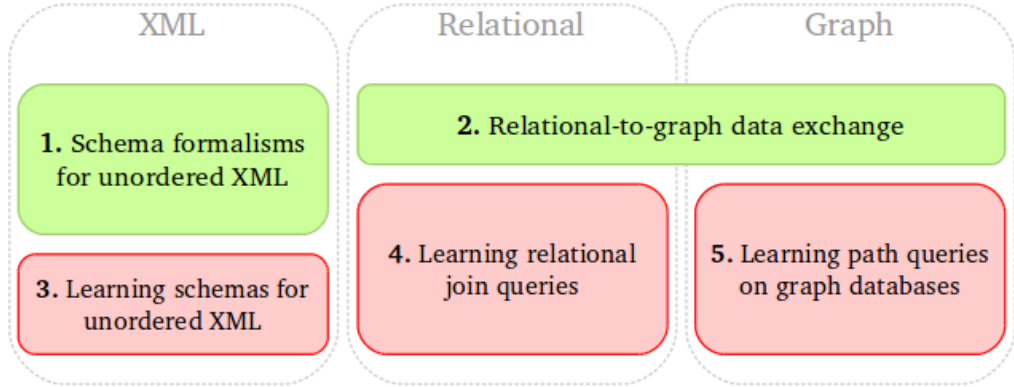 XML
Relational
Graph
1. Schema formalisms
for unordered XML
2. Relational-to-graph data exchange
3. Learning schemas for
unordered XML
4. Learning relational
join queries
5. Learning path queries
on graph databases